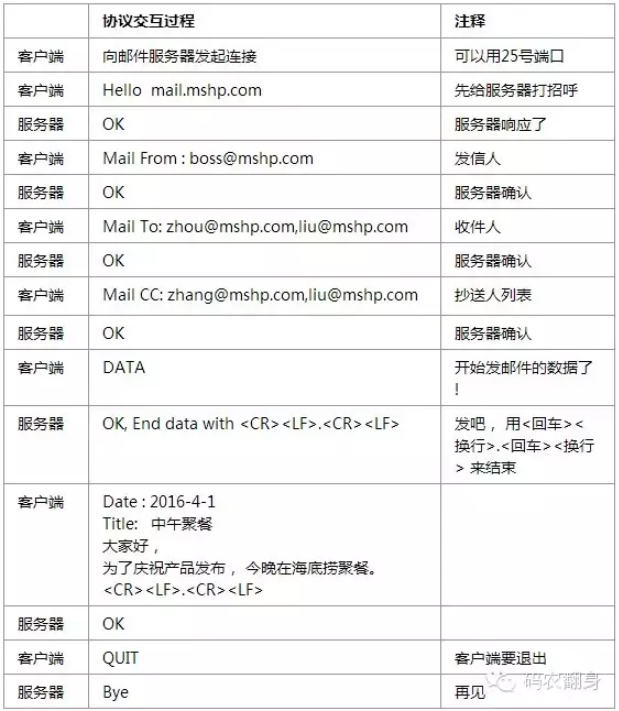 协议交互过程 注释
客户端 向邮件服务器发起连接 可以用25号端口
客户端 Hello mail.mshp.com 先给服务器打招呼
服务器 OK 服务器响应了
客户端 Mail From : boss@mshp.com 发信人
服务器 OK 服务器确认
客户端 Mail To: zhou@mshp.com,liu@mshp.com 收件人
服务器 OK 服务器确认
客户端 Mail CC: zhang@mshp.com,liu@mshp.com 抄送人列表
服务器 OK 服务器确认
客户端 DATA 开始发邮件的数据了
!
服务器 OK, End data with <CR><LF>.<CR><LF> 发吧 ，用<回车><
换行>.<回车><换行
> 来结束
客户端 Date : 2016-4-1
Title: 中午聚餐
大家好 ，
为了庆祝产品发布 ，今晚在海底捞聚餐。
<CR><LF>.<CR><LF>
服务器 OK
客户端 QUIT 客户端要退出
服务器 Bye 再见
码农翻身